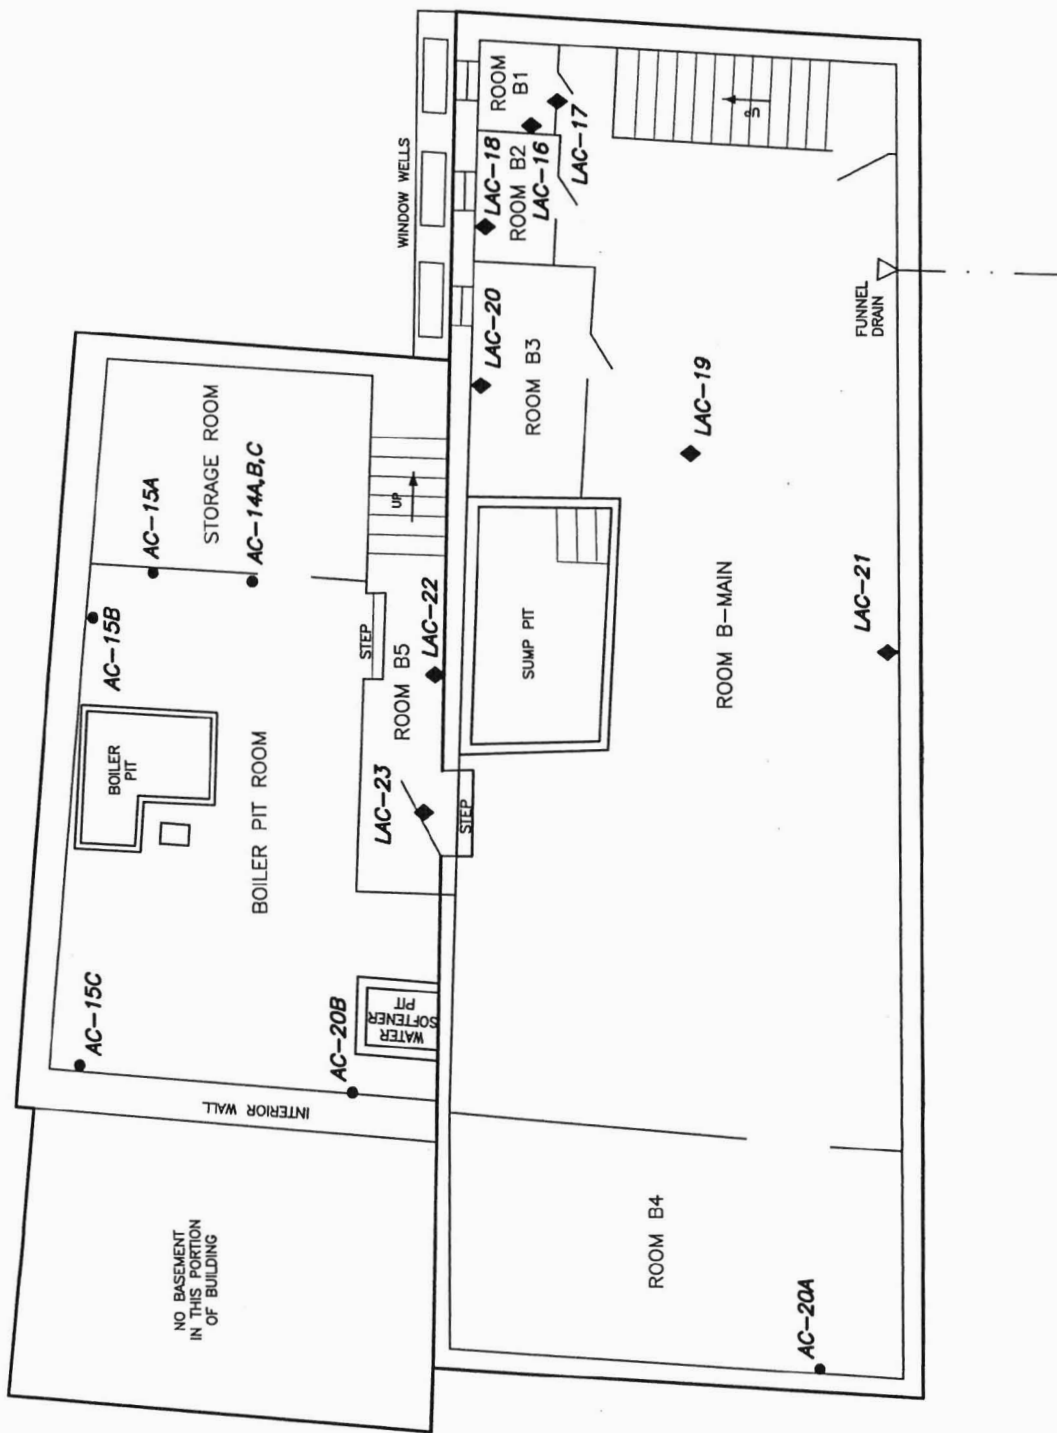 WINDOW WELLS
ROOM
B1
LAC-17
LAC-18
ROOM B2
LAC-16
UP
LAC-20
ROOM B3
FUNNEL
DRAIN
LAC-19
STORAGE ROOM
AC-15A
AC-14A,B,C
UP
AC-15B
STEP
ROOM B5
LAC-22
SUMP PIT
ROOM B-MAIN
LAC-21
BOILER
PIT
BOILER PIT ROOM
LAC-23
STEP
AC-15C
AC-20B
WATER
SOFTENER
PIT
INTERIOR WALL
NO BASEMENT
IN THIS PORTION
OF BUILDING
ROOM B4
AC-20A